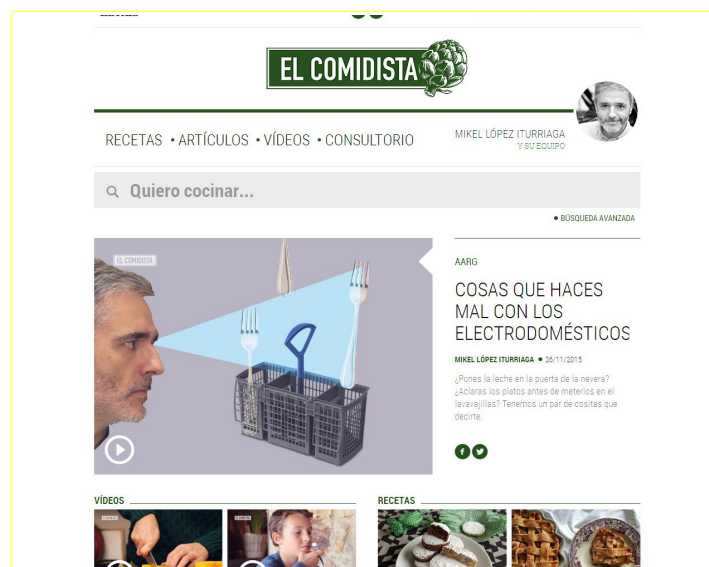 EL COMIDISTA
RECETAS • ARTÍCULOS • VÍDEOS • CONSULTORIO
MIKEL LÓPEZ ITURRIAGA
Y SU EQUIPO
Quiero cocinar...
• BÚSQUEDA AVANZADA
EL COMIDISTA
AARG
COSAS QUE HACES
MAL CON LOS
ELECTRODOMÉSTICOS
MIKEL LÓPEZ ITURRIAGA • 26/11/2015
¿Pones la leche en la puerta de la nevera?
¿Aclaras los platos antes de meterlos en el
lavavajillas? Tenemos un par de cositas que
decirte.
VÍDEOS
RECETAS